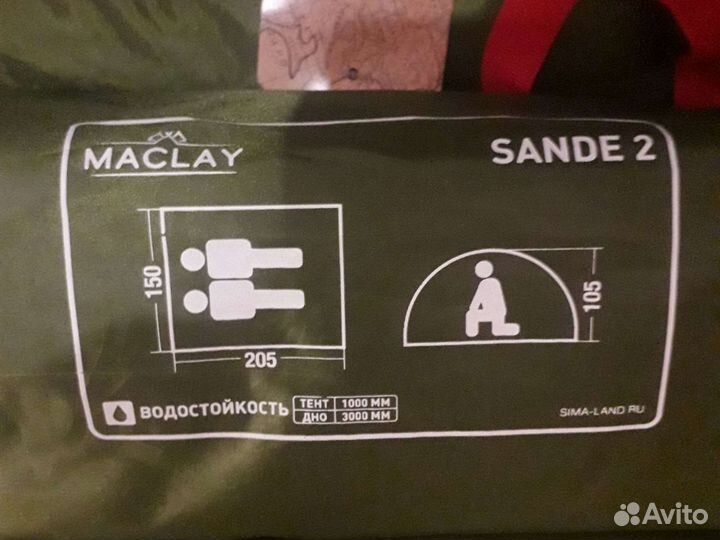 MACLAY
SANDE 2
150
205
105
ВОДОСТОЙКОСТЬ
ТЕНТ 1000 ММ
ДНО 3000 ММ
SIMA-LAND.RU
Avito